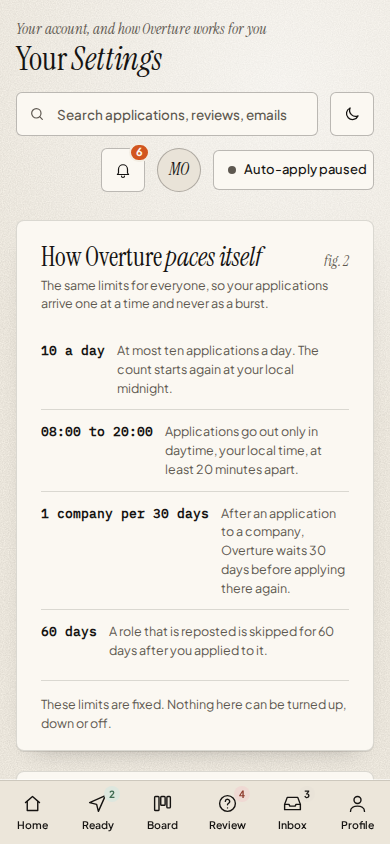 Your account, and how Overture works for you
Your Settings
Search applications, reviews, emails
6
MO
Auto-apply paused
How Overture paces itself
fig. 2
The same limits for everyone, so your applications
arrive one at a time and never as a burst.
10 a day
At most ten applications a day. The
count starts again at your local
midnight.
08:00 to 20:00
Applications go out only in
daytime, your local time, at
least 20 minutes apart.
1 company per 30 days
After an application
to a company,
Overture waits 30
days before applying
there again.
60 days
A role that is reposted is skipped for 60
days after you applied to it.
These limits are fixed. Nothing here can be turned up,
down or off.
2
4
3
Home
Ready
Board
Review
Inbox
Profile